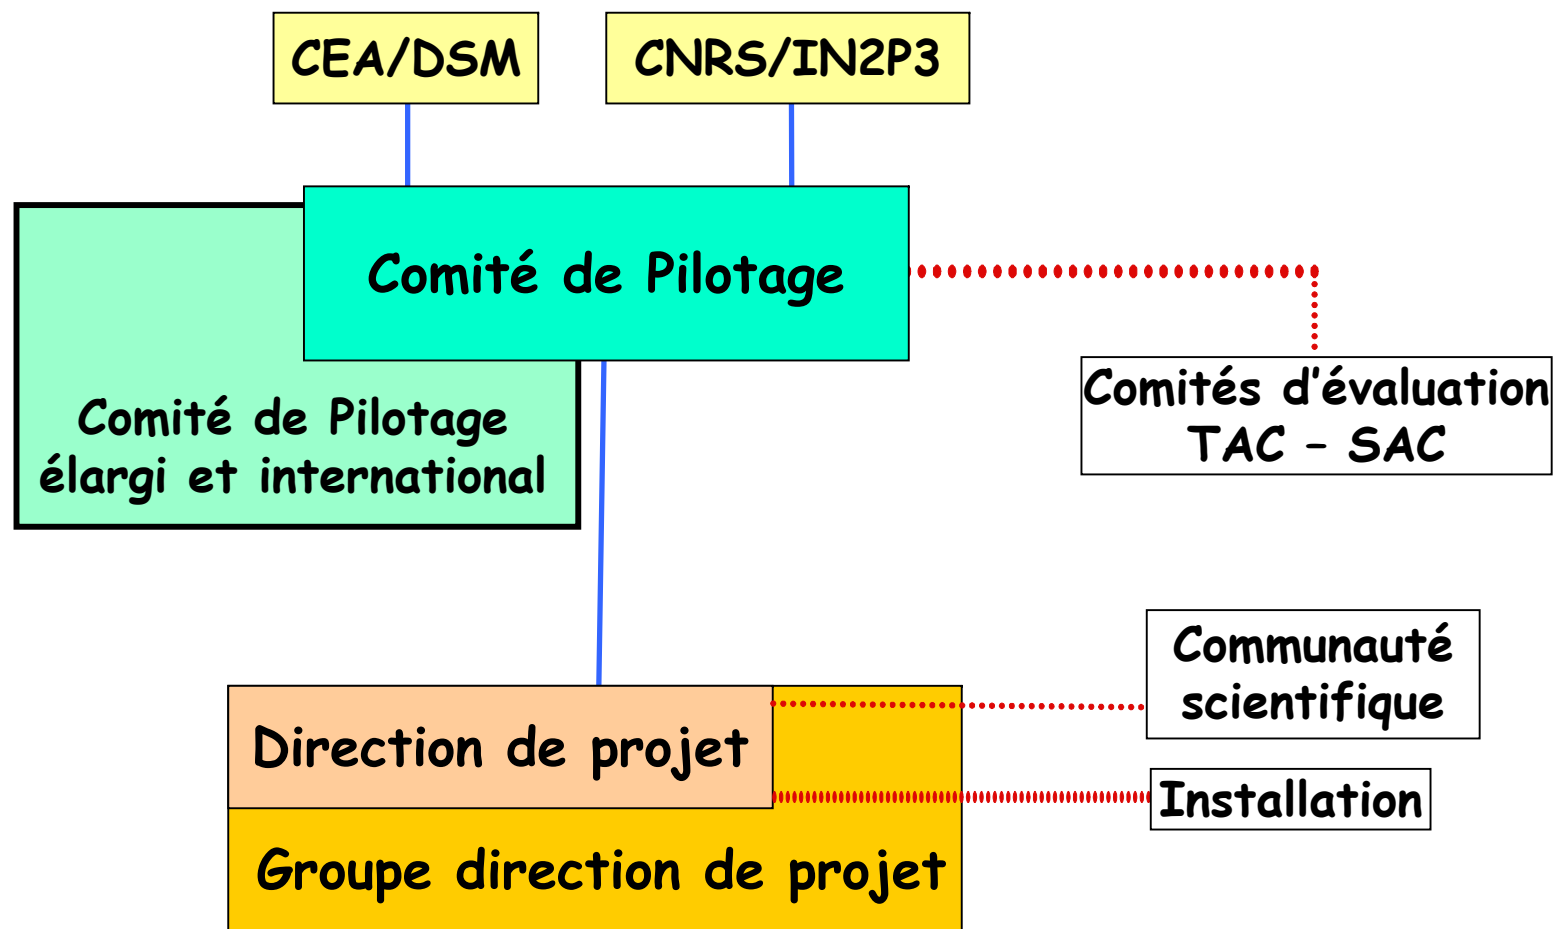 CEA/DSM
CNRS/IN2P3
Comité de Pilotage
Comité de Pilotage
élargi et international
Comités d'évaluation
TAC – SAC
Communauté
scientifique
Direction de projet
Installation
Groupe direction de projet